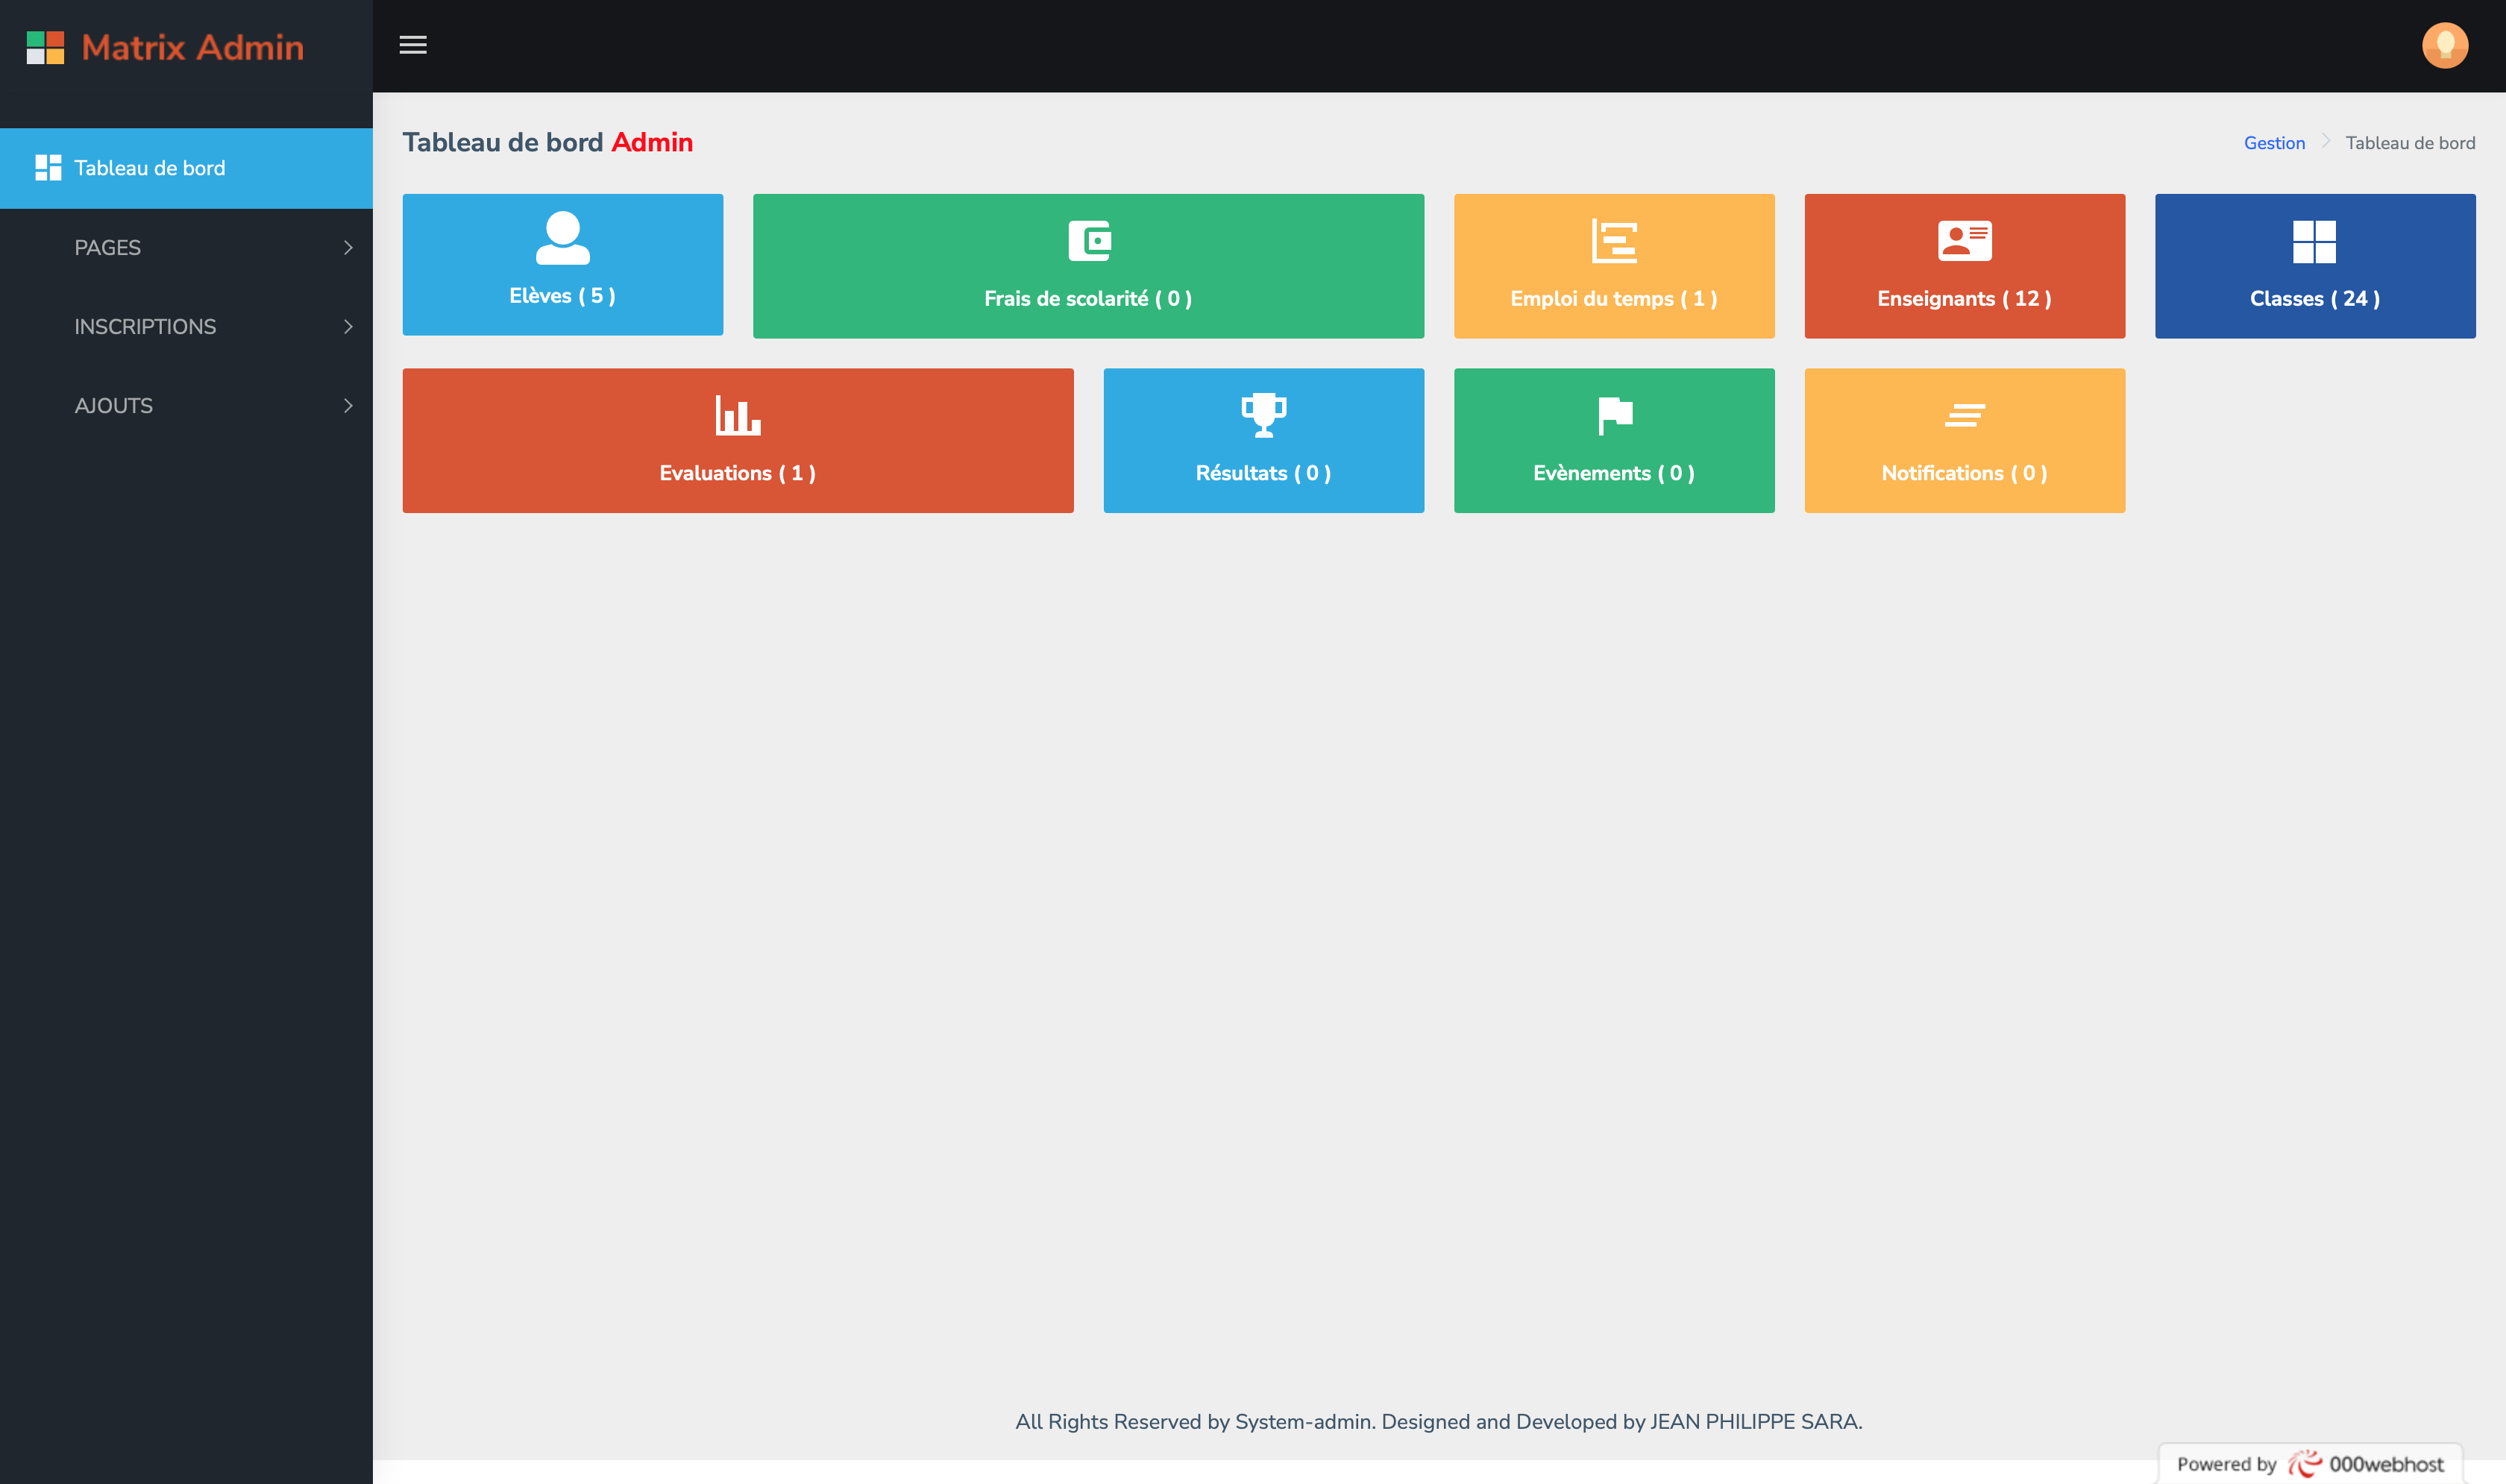 Matrix Admin
Tableau de bord
PAGES
INSCRIPTIONS
AJOUTS
Tableau de bord Admin
Gestion Tableau de bord
Elèves ( 5 )
Frais de scolarité ( 0 )
Emploi du temps ( 1 )
Enseignants ( 12 )
Classes ( 24 )
Evaluations ( 1 )
Résultats ( 0 )
Evènements ( 0 )
Notifications ( 0 )
All Rights Reserved by System-admin. Designed and Developed by JEAN PHILIPPE SARA.
Powered by 000webhost